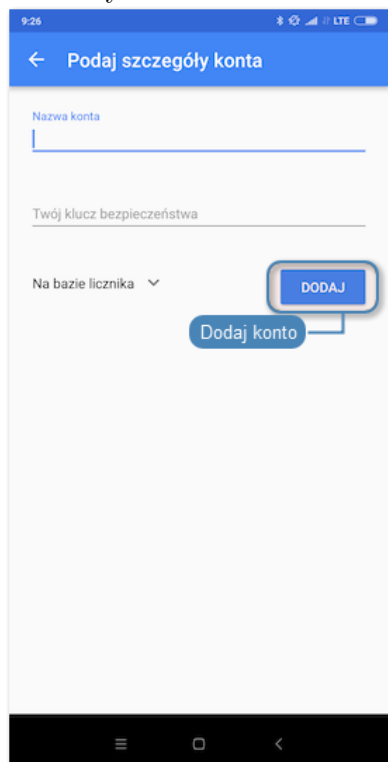 9:26 LTE
Podaj szczegóły konta
Nazwa konta
Twój klucz bezpieczeństwa
Na bazie licznika DODAJ
Dodaj konto